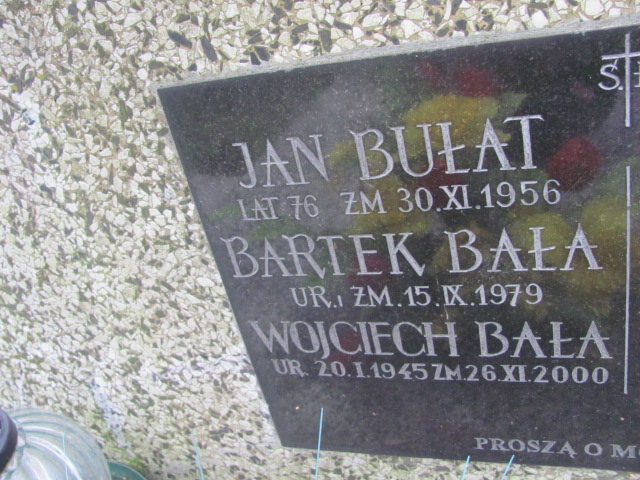 Ś.
JAN BUŁAT
LAT 76 ZM 30.XI.1956
BARTEK BAŁA
UR. i ZM. 15.IX.1979
WOJCIECH BAŁA
UR. 20.I.1945 ZM. 26.XI.2000
PROSZĄ O